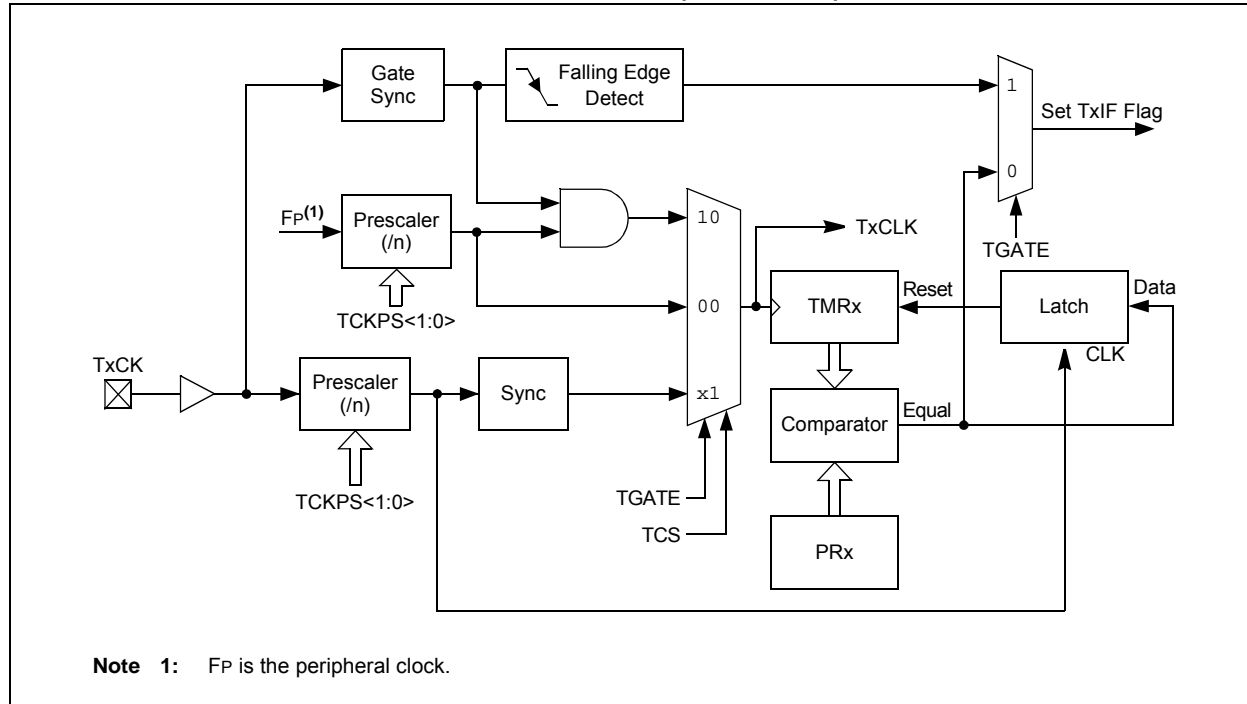 Gate
Sync
Falling Edge
Detect
1
Set TxIF Flag
0
TGATE
FP(1)
Prescaler
(/n)
TCKPS<1:0>
10
00
x1
TxCLK
TMRx
Reset
Latch
Data
CLK
TxCK
Prescaler
(/n)
TCKPS<1:0>
Sync
Comparator
Equal
TGATE
TCS
PRx
Note 1: FP is the peripheral clock.